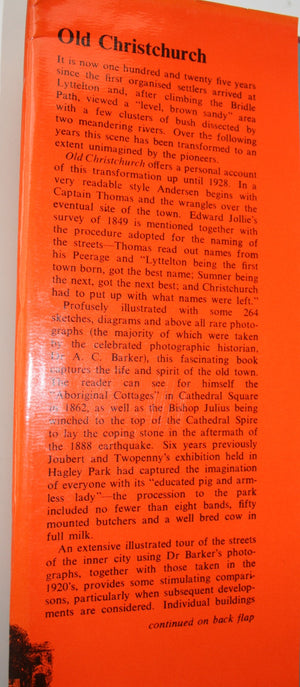 Old Christchurch
It is now one hundred and twenty five years
since the first organised settlers arrived at
Lyttelton and, after climbing the Bridle
Path, viewed a "level, brown sandy" area
with a few clusters of bush dissected by
two meandering rivers. Over the following
years this scene has been transformed to an
extent unimagined by the pioneers.
Old Christchurch offers a personal account
of this transformation up until 1928. In a
very readable style Andersen begins with
Captain Thomas and the wrangles over the
eventual site of the town. Edward Jollie's
survey of 1849 is mentioned together with
the procedure adopted for the naming of
the streets—Thomas read out names from
his Peerage and "Lyttelton being the first
town born, got the best name; Sumner being
the next, got the next best; and Christchurch
had to put up with what names were left."
Profusely illustrated with some 264
sketches, diagrams and above all rare photo-
graphs (the majority of which were taken
by the celebrated photographic historian,
Dr A. C. Barker), this fascinating book
captures the life and spirit of the old town.
The reader can see for himself the
"Aboriginal Cottages" in Cathedral Square
of 1862, as well as the Bishop Julius being
winched to the top of the Cathedral Spire
to lay the coping stone in the aftermath of
the 1888 earthquake. Six years previously
Joubert and Twopenny's exhibition held in
Hagley Park had captured the imagination
of everyone with its "educated pig and arm-
less lady"—the procession to the park
included no fewer than eight bands, fifty
mounted butchers and a well bred cow in
full milk.
An extensive illustrated tour of the streets
of the inner city using Dr Barker's photo-
graphs, together with those taken in the
1920's, provides some stimulating compari-
sons, particularly when subsequent develop-
ments are considered. Individual buildings
continued on back flap